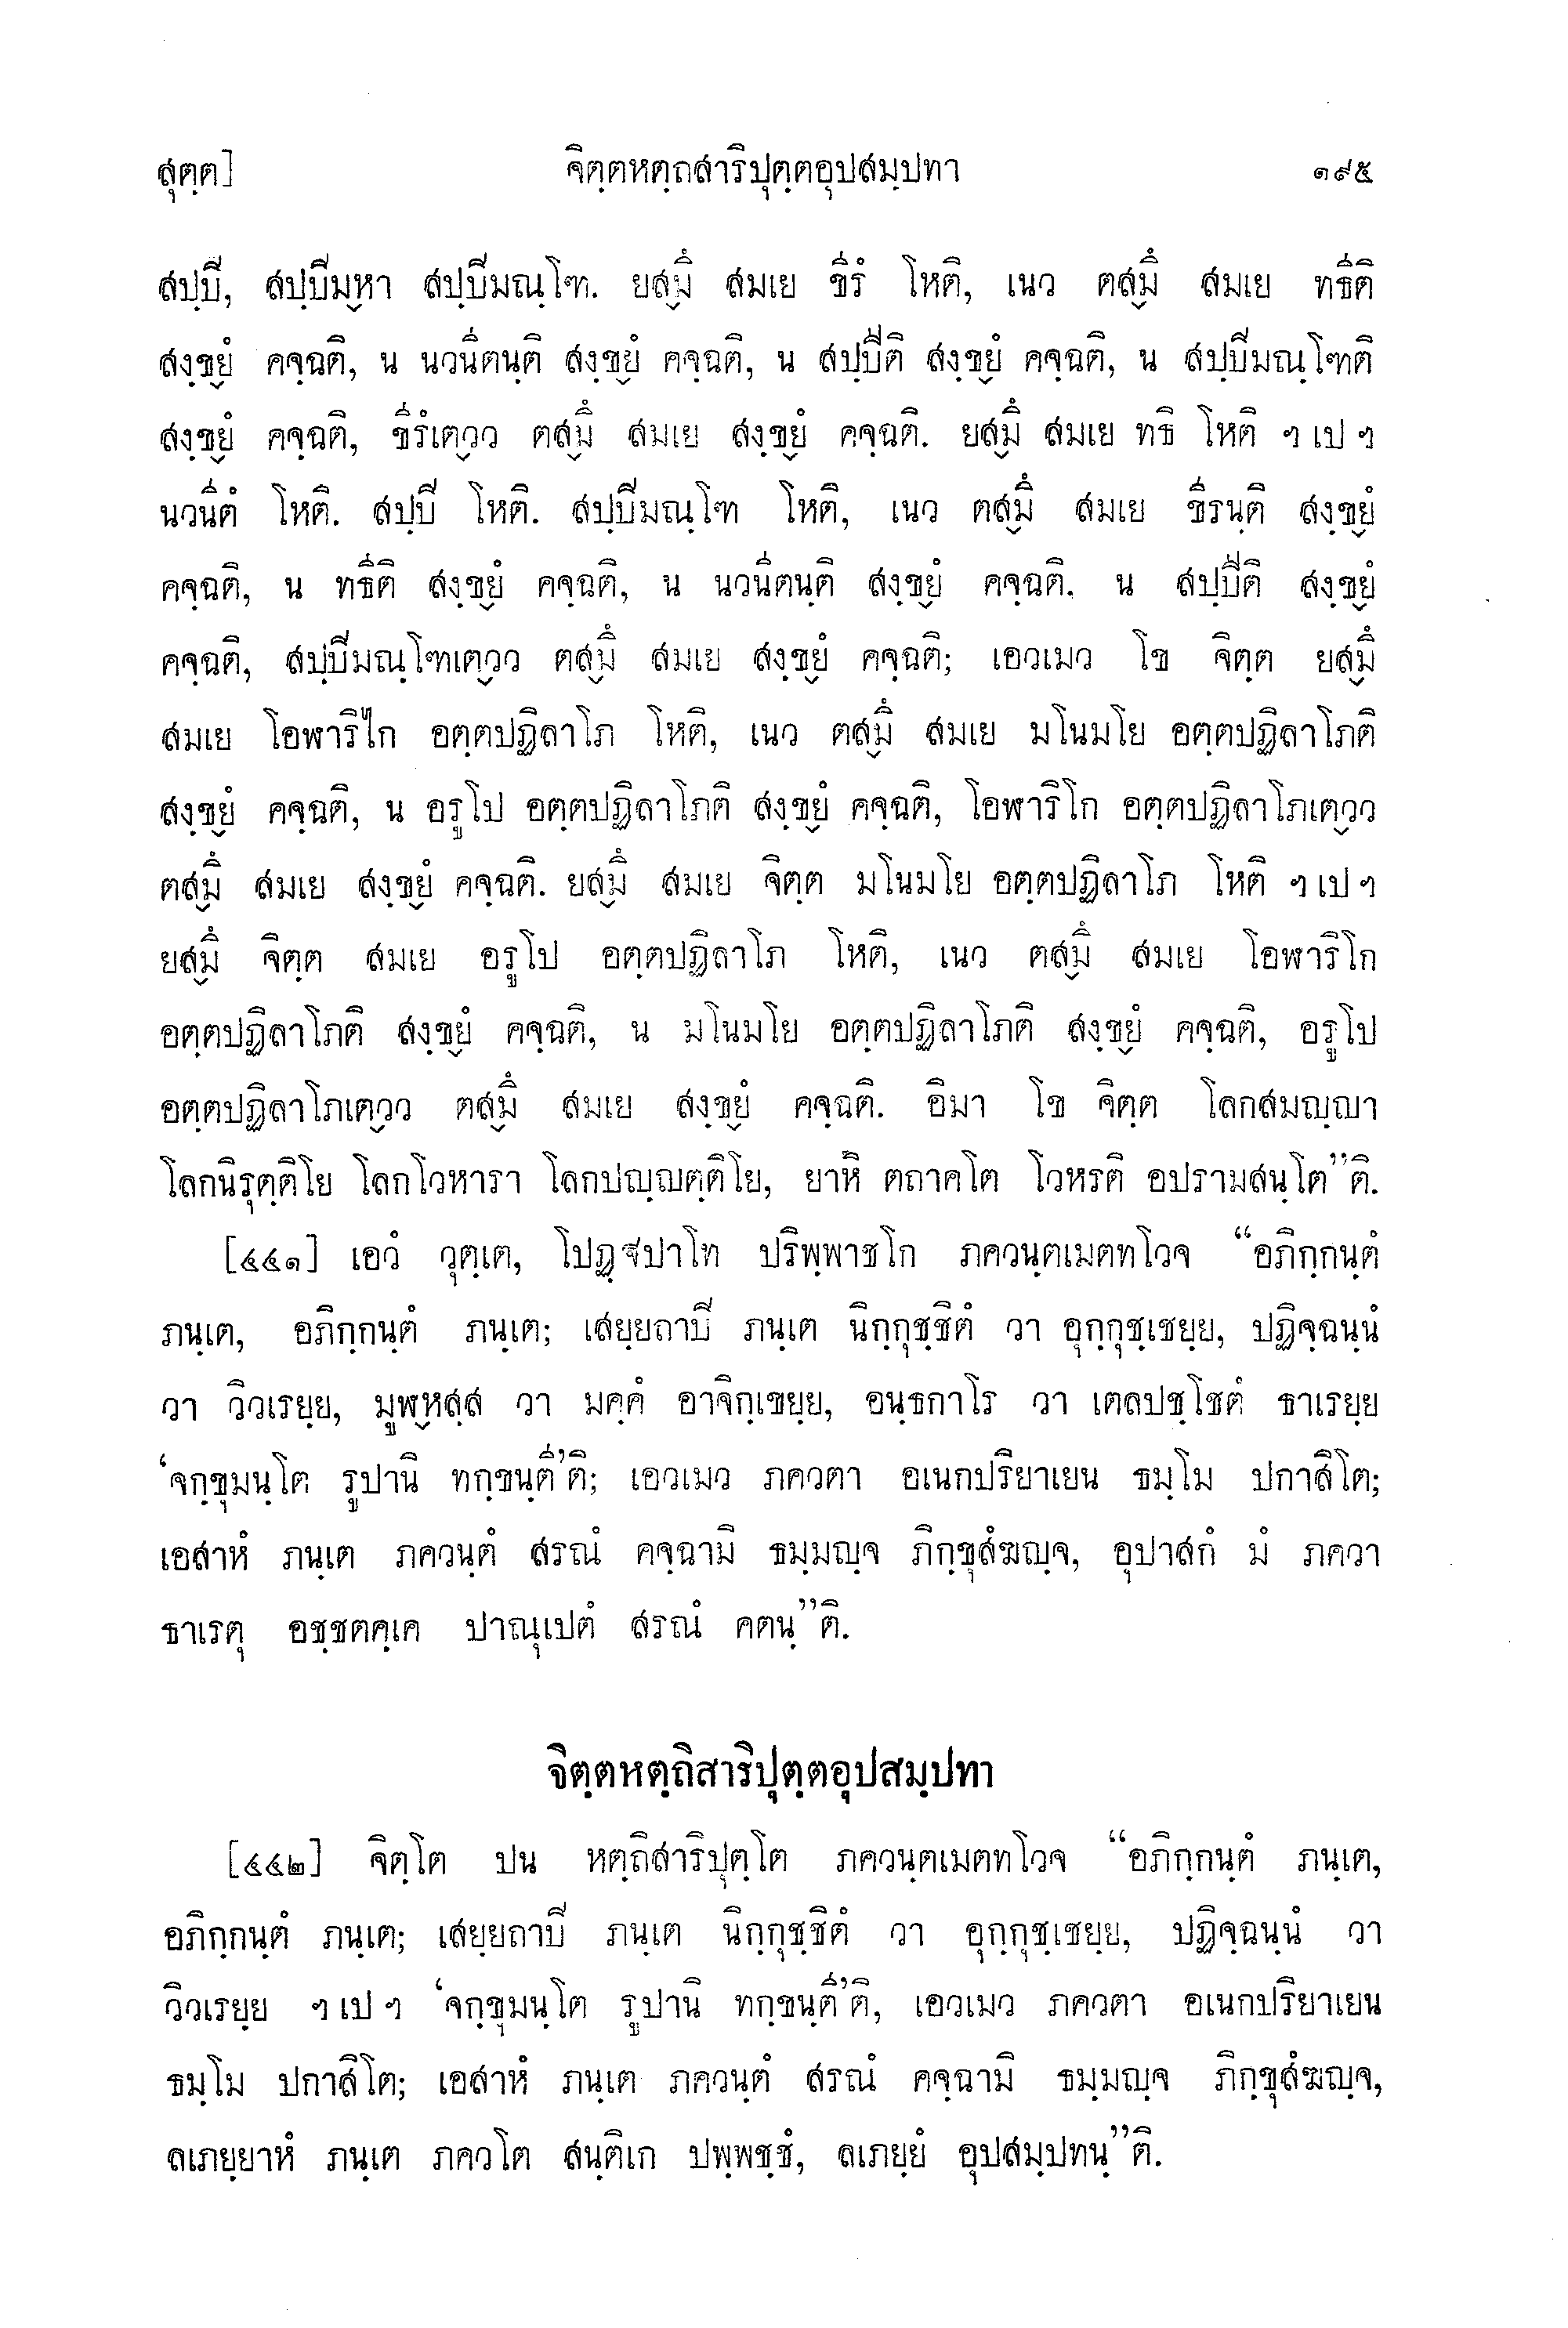 สุตฺต] จิตฺตหตฺถสาริปุตฺตอุปสมฺปทา ๑๙๕
สปฺปิ, สปฺปิมฺหา สปฺปิมณฺโฑ. ยสฺมึ สมเย ขีรํ โหติ, เนว ตสฺมึ สมเย ทธีติ
สงฺขฺยํ คจฺฉติ, น นวนีตนฺติ สงฺขฺยํ คจฺฉติ, น สปฺปีติ สงฺขฺยํ คจฺฉติ, น สปฺปิมณฺโฑติ
สงฺขฺยํ คจฺฉติ, ขีรํเตฺวว ตสฺมึ สมเย สงฺขฺยํ คจฺฉติ. ยสฺมึ สมเย ทธิ โหติ ฯ เป ฯ
นวนีตํ โหติ. สปฺปิ โหติ. สปฺปิมณฺโฑ โหติ, เนว ตสฺมึ สมเย ขีรนฺติ สงฺขฺยํ
คจฺฉติ, น ทธีติ สงฺขฺยํ คจฺฉติ, น นวนีตนฺติ สงฺขฺยํ คจฺฉติ. น สปฺปีติ สงฺขฺยํ
คจฺฉติ, สปฺปิมณฺโฑเตฺวว ตสฺมึ สมเย สงฺขฺยํ คจฺฉติ; เอวเมว โข จิตฺต ยสฺมึ
สมเย โอฬาริโก อตฺตปฏิลาโภ โหติ, เนว ตสฺมึ สมเย มโนมโย อตฺตปฏิลาโภติ
สงฺขฺยํ คจฺฉติ, น อรูโป อตฺตปฏิลาโภติ สงฺขฺยํ คจฺฉติ, โอฬาริโก อตฺตปฏิลาโภเตฺวว
ตสฺมึ สมเย สงฺขฺยํ คจฺฉติ. ยสฺมึ สมเย จิตฺต มโนมโย อตฺตปฏิลาโภ โหติ ฯ เป ฯ
ยสฺมึ จิตฺต สมเย อรูโป อตฺตปฏิลาโภ โหติ, เนว ตสฺมึ สมเย โอฬาริโก
อตฺตปฏิลาโภติ สงฺขฺยํ คจฺฉติ, น มโนมโย อตฺตปฏิลาโภติ สงฺขฺยํ คจฺฉติ, อรูโป
อตฺตปฏิลาโภเตฺวว ตสฺมึ สมเย สงฺขฺยํ คจฺฉติ. อิมา โข จิตฺต โลกสมญฺญา
โลกนิรุตฺติโย โลกโวหารา โลกปญฺญตฺติโย, ยาหิ ตถาคโต โวหรติ อปรามสนฺโต”ติ.
[๔๔๑] เอวํ วุตฺเต, โปฏฺฐปาโท ปริพฺพาชโก ภควนฺตเมตทโวจ “อภิกฺกนฺตํ
ภนฺเต, อภิกฺกนฺตํ ภนฺเต; เสยฺยถาปิ ภนฺเต นิกฺกุชฺชิตํ วา อุกฺกุชฺเชยฺย, ปฏิจฺฉนฺนํ
วา วิวเรยฺย, มูฬฺหสฺส วา มคฺคํ อาจิกฺเขยฺย, อนฺธกาโร วา เตลปชฺโชตํ ธาเรยฺย
‘จกฺขุมนฺโต รูปานิ ทกฺขนฺตี’ติ; เอวเมว ภควตา อเนกปริยาเยน ธมฺโม ปกาสิโต;
เอสาหํ ภนฺเต ภควนฺตํ สรณํ คจฺฉามิ ธมฺมญฺจ ภิกฺขุสํฆญฺจ, อุปาสกํ มํ ภควา
ธาเรตุ อชฺชตคฺเค ปาณุเปตํ สรณํ คตนฺ”ติ.
จิตฺตหตฺถิสาริปุตฺตอุปสมฺปทา
[๔๔๒] จิตฺโต ปน หตฺถิสาริปุตฺโต ภควนฺตเมตทโวจ “อภิกฺกนฺตํ ภนฺเต,
อภิกฺกนฺตํ ภนฺเต; เสยฺยถาปิ ภนฺเต นิกฺกุชฺชิตํ วา อุกฺกุชฺเชยฺย, ปฏิจฺฉนฺนํ วา
วิวเรยฺย ฯ เป ฯ ‘จกฺขุมนฺโต รูปานิ ทกฺขนฺตี’ติ, เอวเมว ภควตา อเนกปริยาเยน
ธมฺโม ปกาสิโต; เอสาหํ ภนฺเต ภควนฺตํ สรณํ คจฺฉามิ ธมฺมญฺจ ภิกฺขุสํฆญฺจ,
ลเภยฺยาหํ ภนฺเต ภควโต สนฺติเก ปพฺพชฺชํ, ลเภยฺยํ อุปสมฺปทนฺ”ติ.